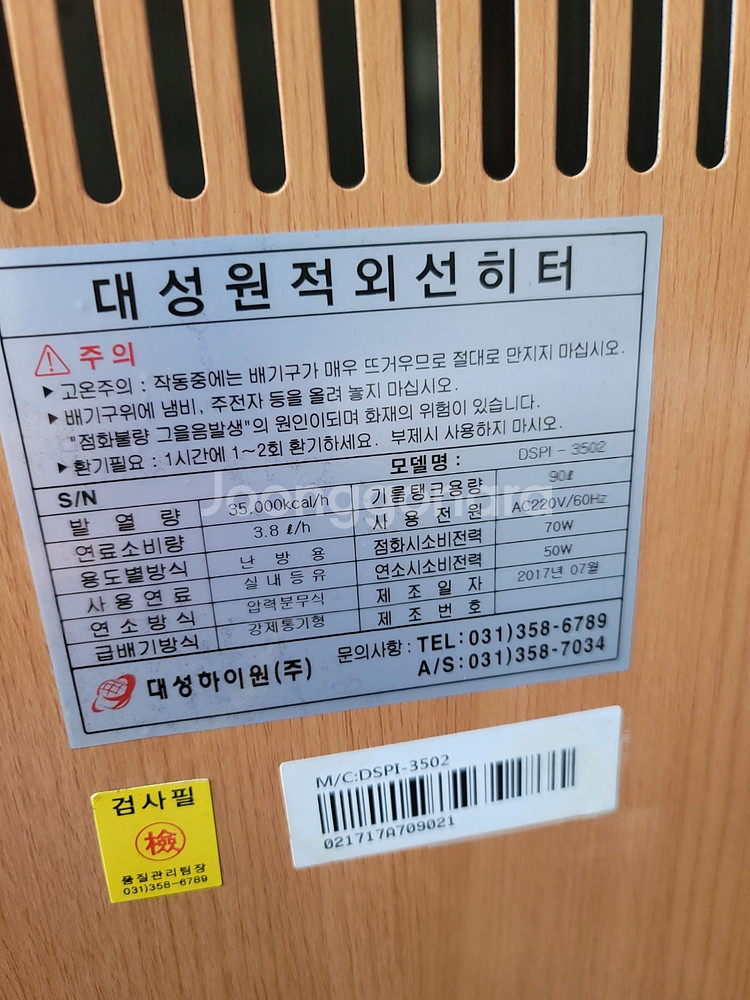 대성원적외선히터
주의
▶ 고온주의 : 작동중에는 배기구가 매우 뜨거우므로 절대로 만지지 마십시오.
▶ 배기구위에 냄비, 주전자 등을 올려 놓지 마십시오.
"점화불량 그을음발생"의 원인이되며 화재의 위험이 있습니다.
▶ 환기필요 : 1시간에 1~2회 환기하세요. 부제시 사용하지 마시오.
S/N 모델명 : DSPI - 3502
발열량 35,000kcal/h 기름탱크용량 90ℓ
연료소비량 3.8 ℓ/h 사용전원 AC220V/60Hz
용도별방식 난방용 점화시소비전력 70W
사용연료 실내등유 연소시소비전력 50W
연소방식 압력분무식 제조일자 2017년 07월
급배기방식 강제통기형 제조번호
대성하이원(주) 문의사항 : TEL : 031)358-6789
A/S : 031)358-7034
Joonggonara
M/C:DSPI-3502
021717A709021
검사필
檢
품질관리팀장
031)358-6789